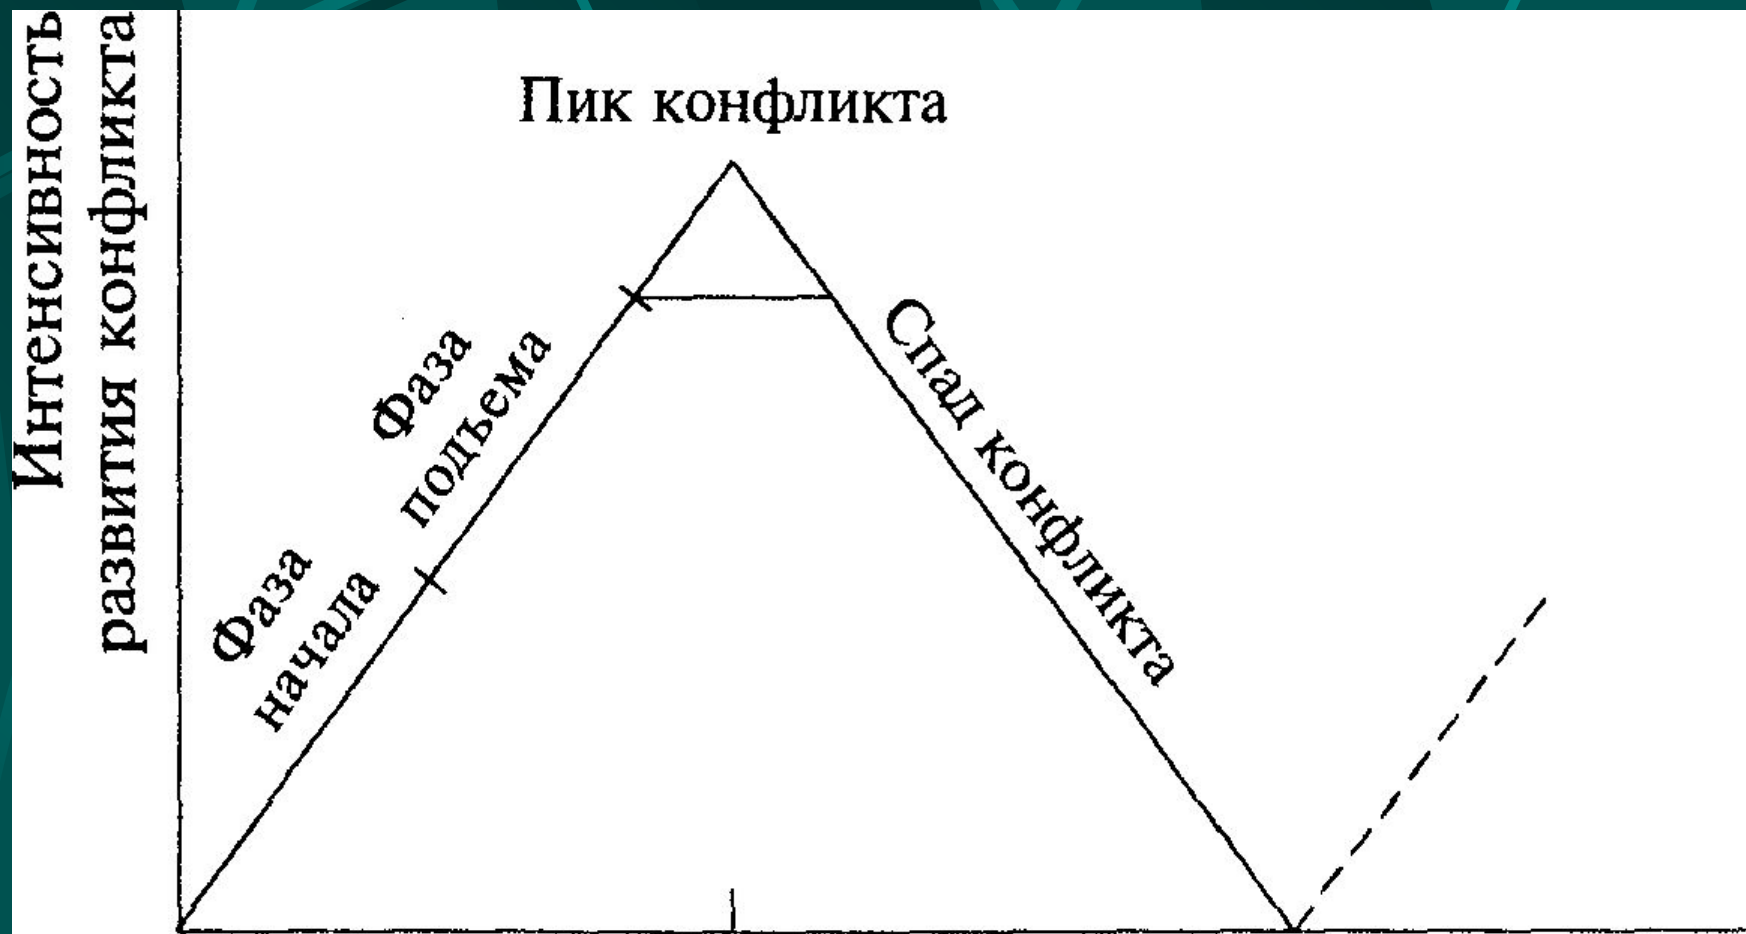 Интенсивность
развития конфликта
Пик конфликта
Фаза
подъема
Фаза
начала
Спад конфликта